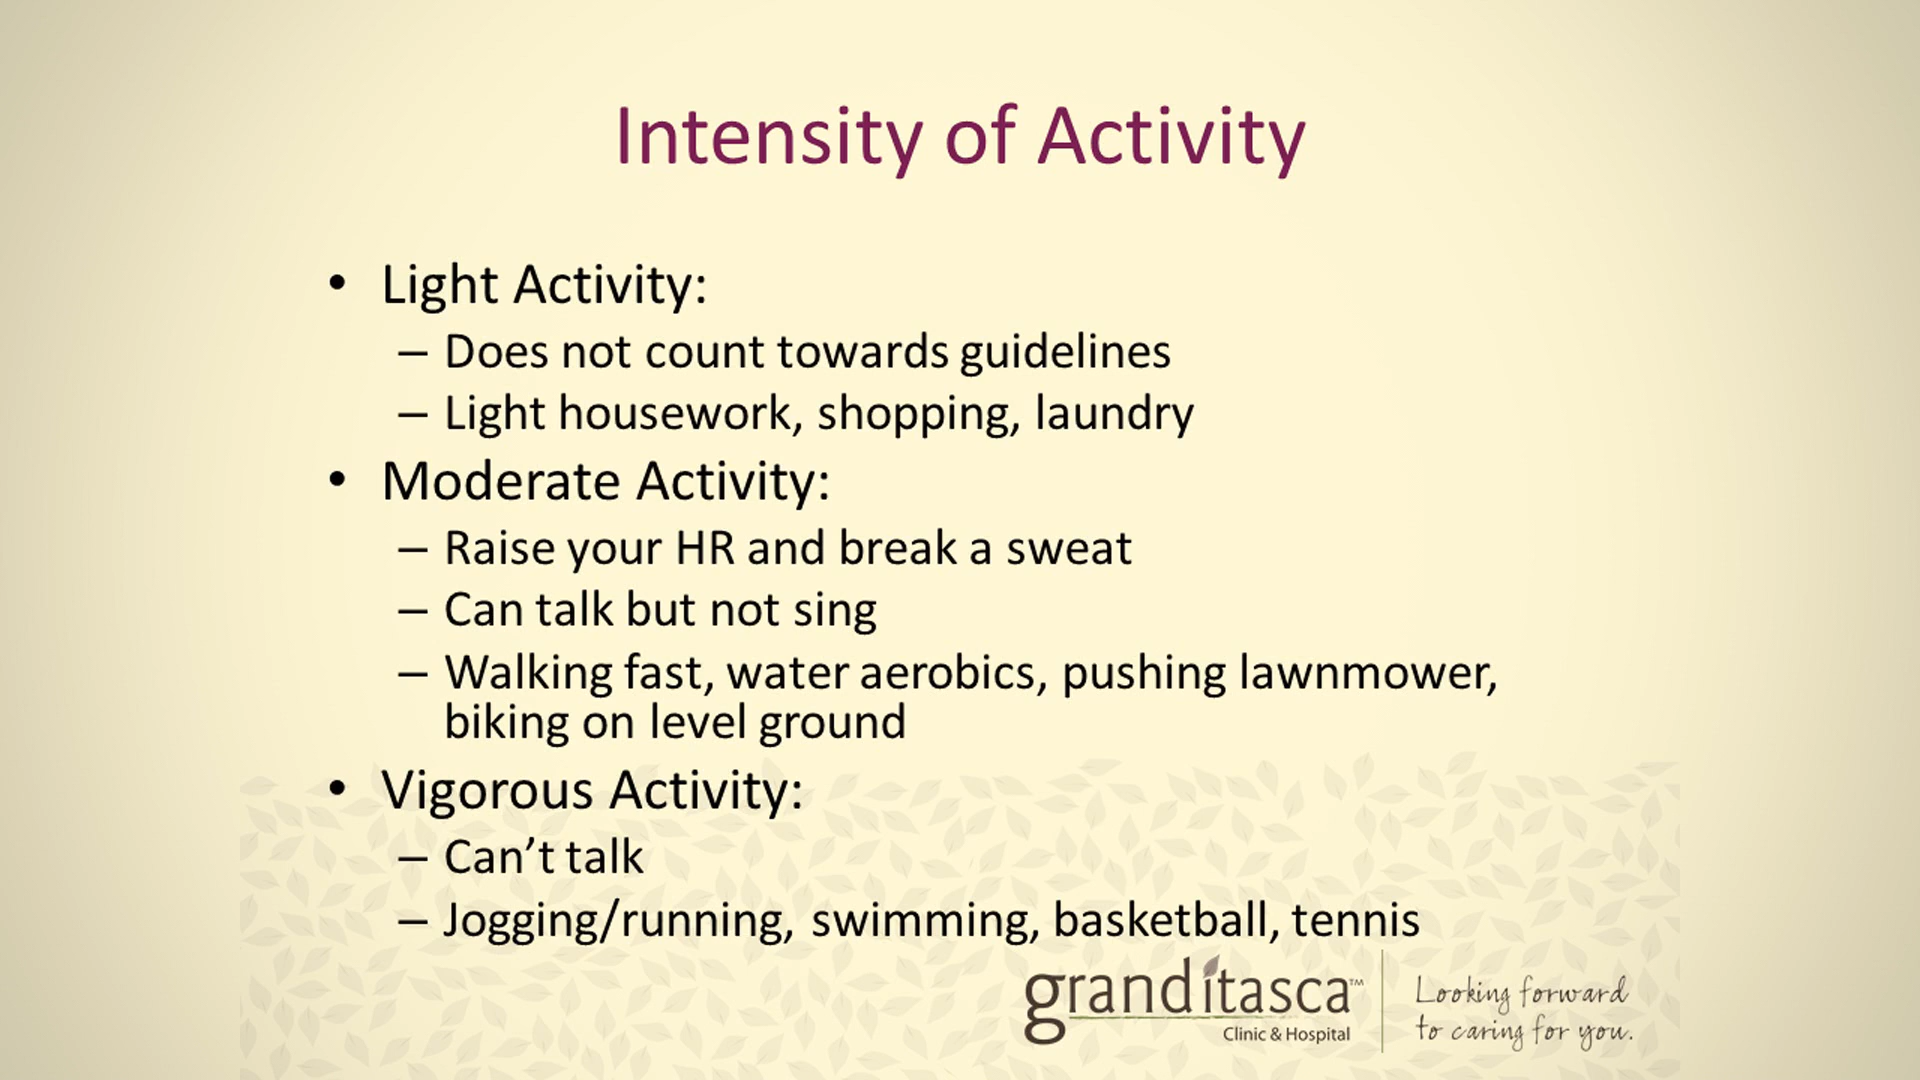 Intensity of Activity
• Light Activity:
– Does not count towards guidelines
– Light housework, shopping, laundry
• Moderate Activity:
– Raise your HR and break a sweat
– Can talk but not sing
– Walking fast, water aerobics, pushing lawnmower,
biking on level ground
• Vigorous Activity:
– Can’t talk
– Jogging/running, swimming, basketball, tennis
granditasca™
Clinic & Hospital
Looking forward
to caring for you.